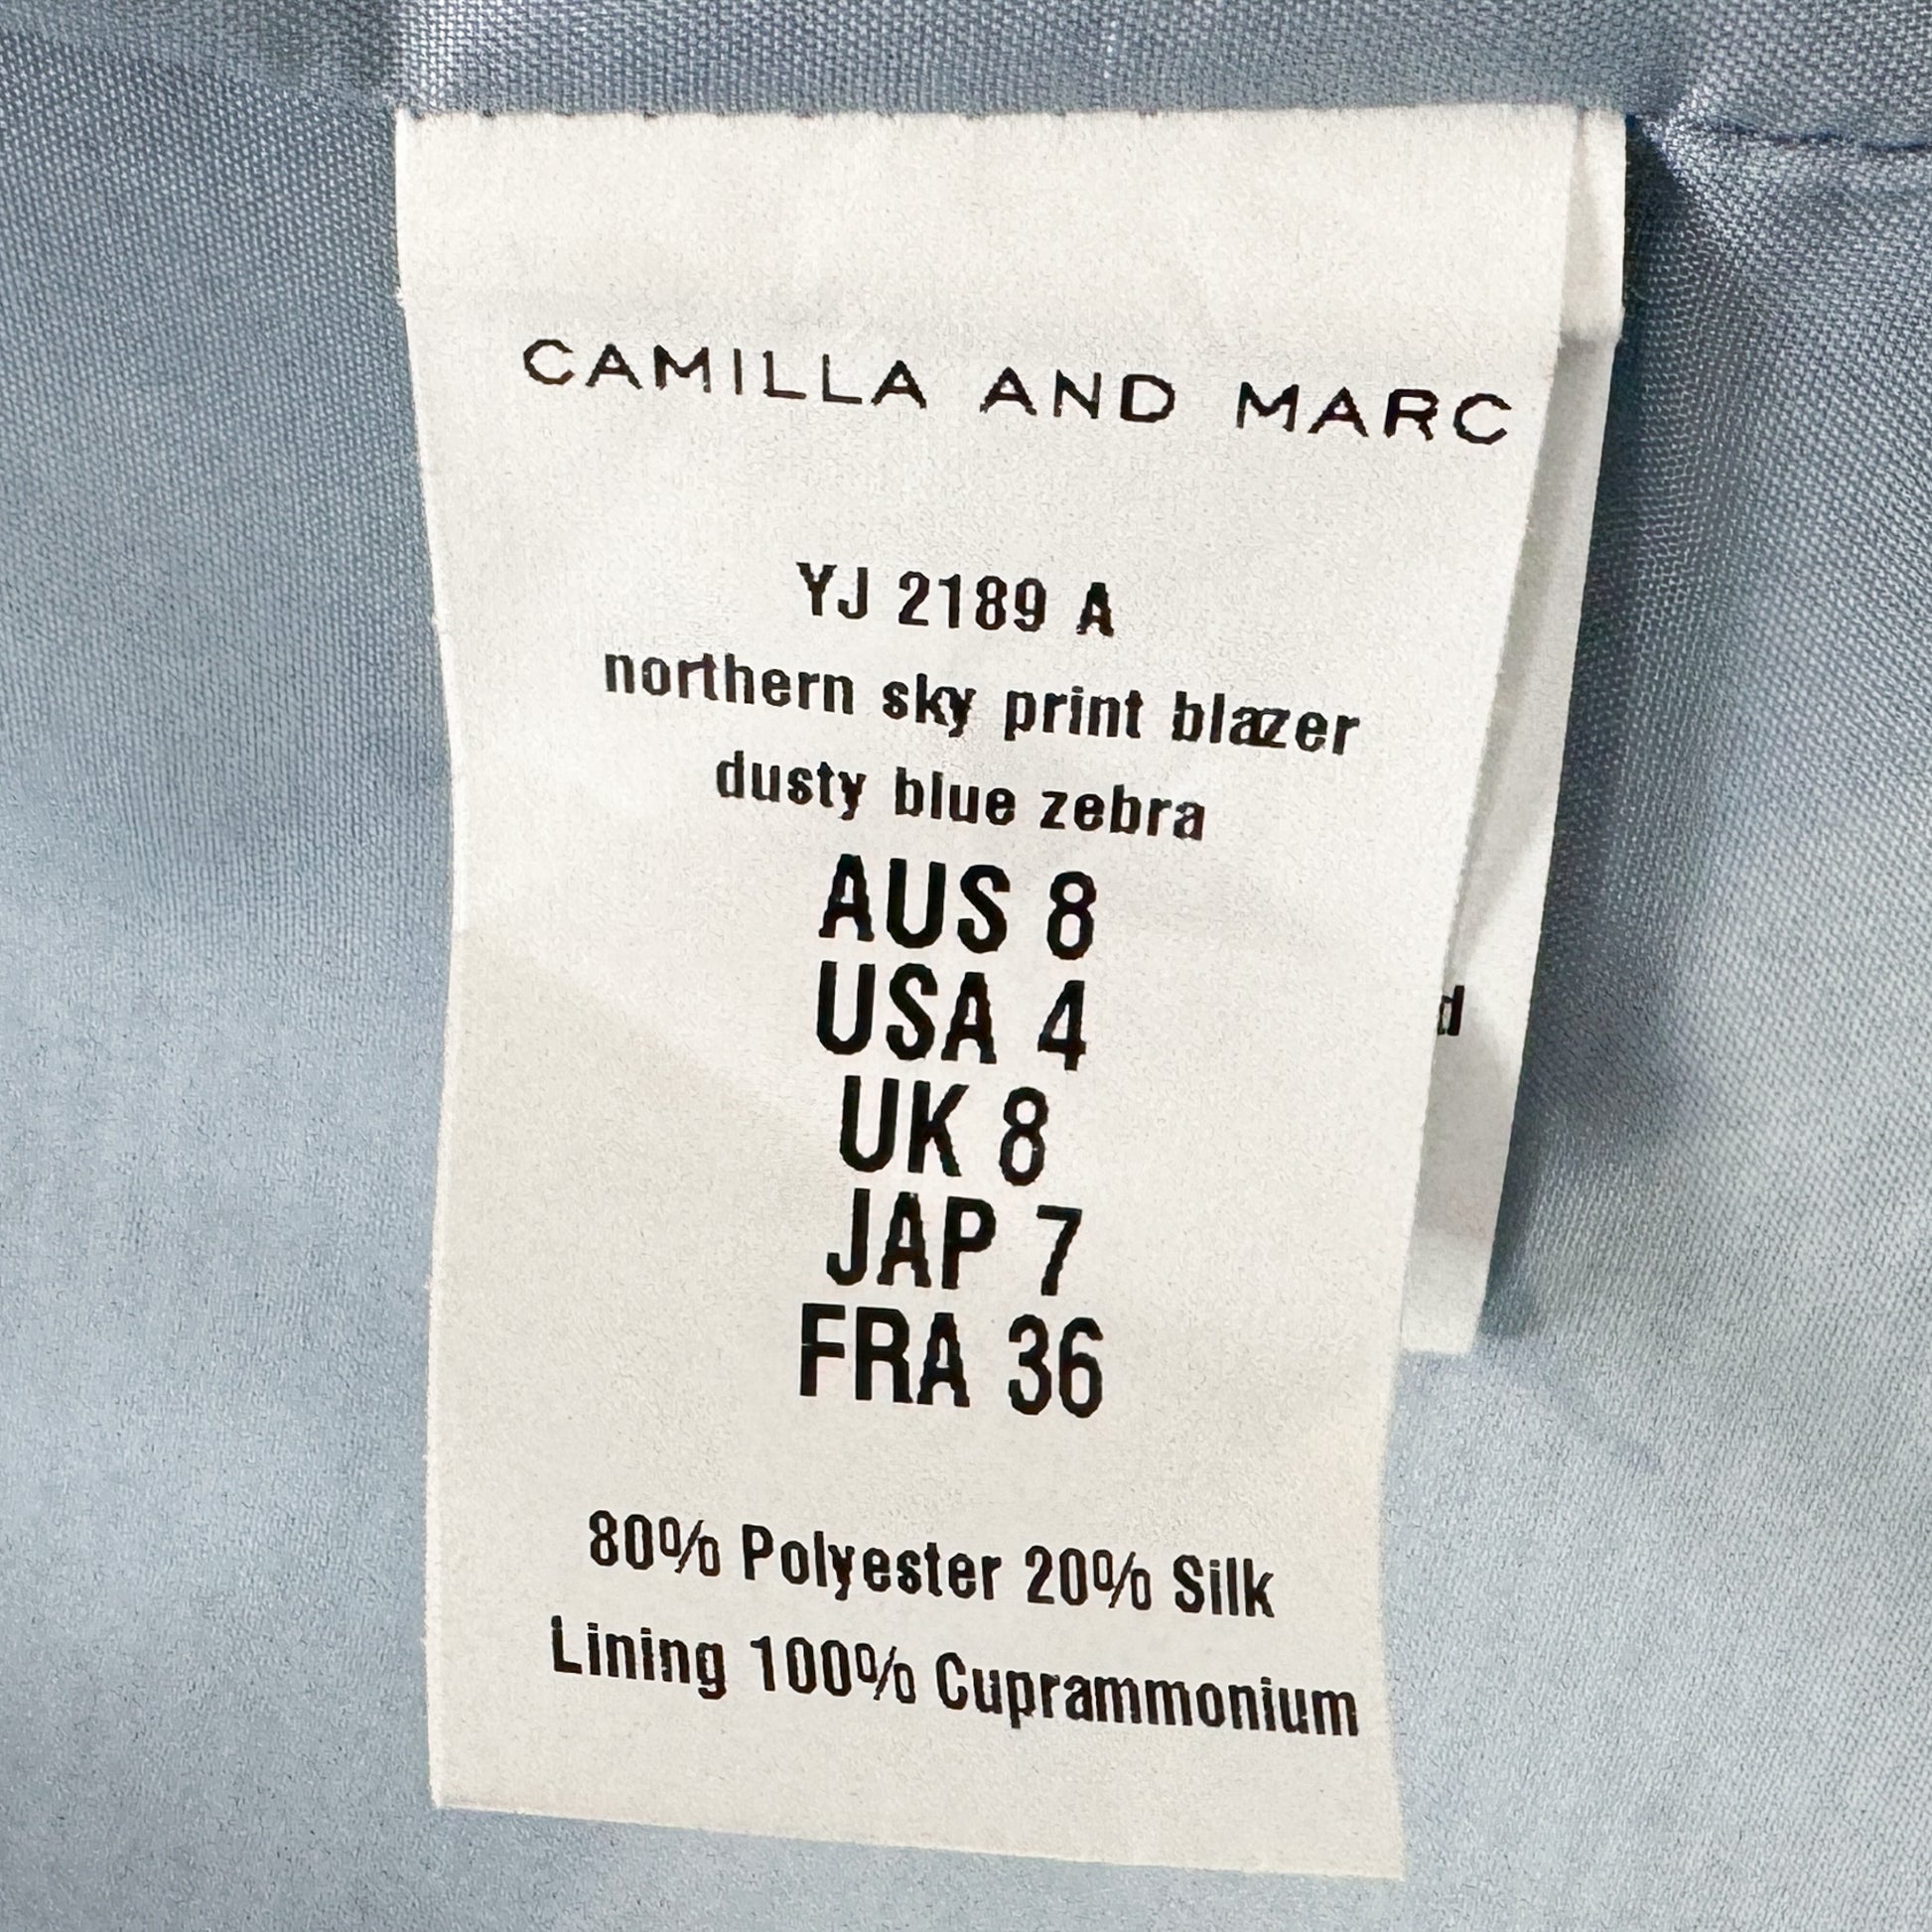 CAMILLA AND MARC
YJ 2189 A
northern sky print blazer
dusty blue zebra
AUS 8
USA 4
UK 8
JAP 7
FRA 36
80% Polyester 20% Silk
Lining 100% Cuprammonium